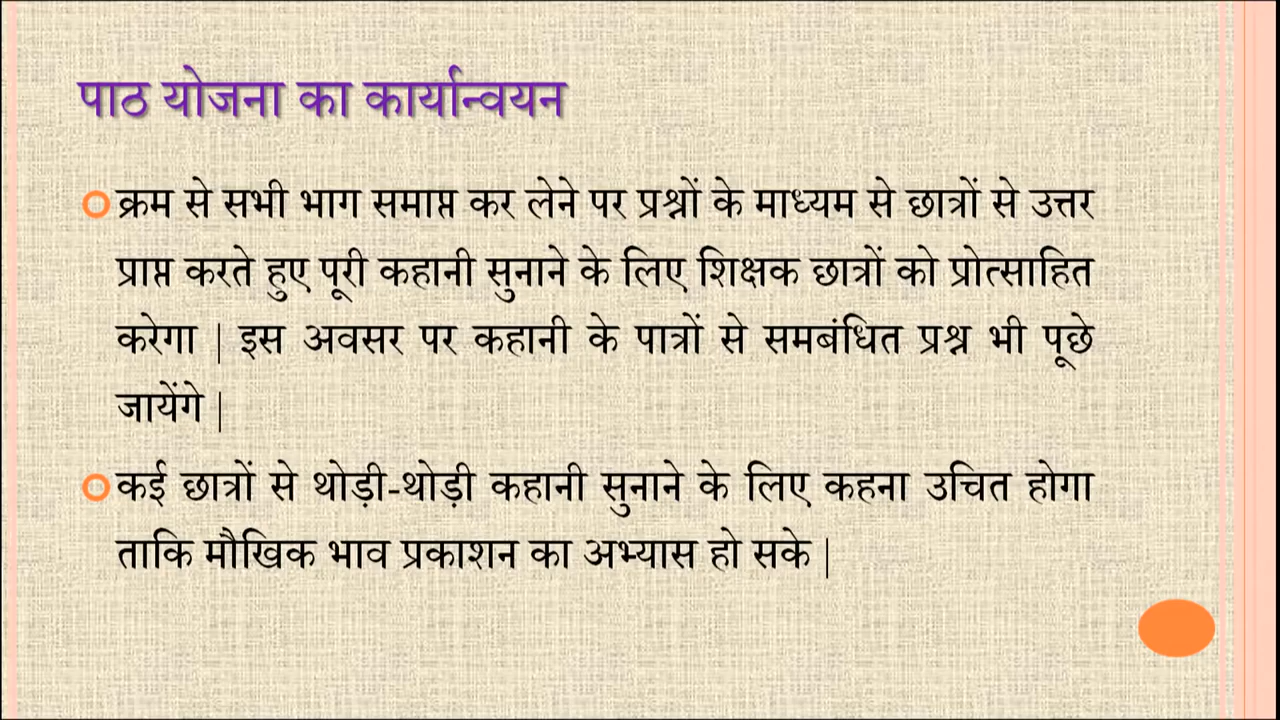 पाठ योजना का कार्यान्वयन
क्रम से सभी भाग समाप्त कर लेने पर प्रश्नों के माध्यम से छात्रों से उत्तर
प्राप्त करते हुए पूरी कहानी सुनाने के लिए शिक्षक छात्रों को प्रोत्साहित
करेगा | इस अवसर पर कहानी के पात्रों से समबंधित प्रश्न भी पूछे
जायेंगे |
कई छात्रों से थोड़ी-थोड़ी कहानी सुनाने के लिए कहना उचित होगा
ताकि मौखिक भाव प्रकाशन का अभ्यास हो सके |